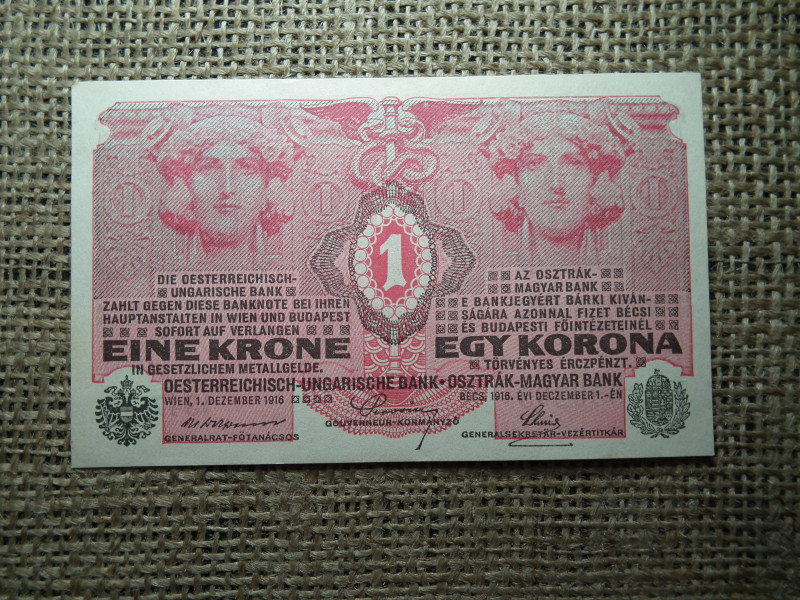 1
DIE OESTERREICHISCH-
UNGARISCHE BANK
ZAHLT GEGEN DIESE BANKNOTE BEI IHREN
HAUPTANSTALTEN IN WIEN UND BUDAPEST
SOFORT AUF VERLANGEN
EINE KRONE
IN GESETZLICHEM METALLGELDE.
AZ OSZTRÁK-
MAGYAR BANK
E BANKJEGYÉRT BÁRKI KIVÁN-
SÁGÁRA AZONNAL FIZET BÉCSI
ÉS BUDAPESTI FŐINTÉZETEINÉL
EGY KORONA
TÖRVÉNYES ÉRCZPÉNZT.
OESTERREICHISCH-UNGARISCHE BANK • OSZTRÁK-MAGYAR BANK
WIEN, 1. DEZEMBER 1916
BÉCS, 1916. ÉVI DECZEMBER 1.-ÉN
GENERALRAT-FŐTANÁCSOS
GOUVERNEUR-KORMÁNYZÓ
GENERALSEKRETÄR-VEZÉRTITKÁR